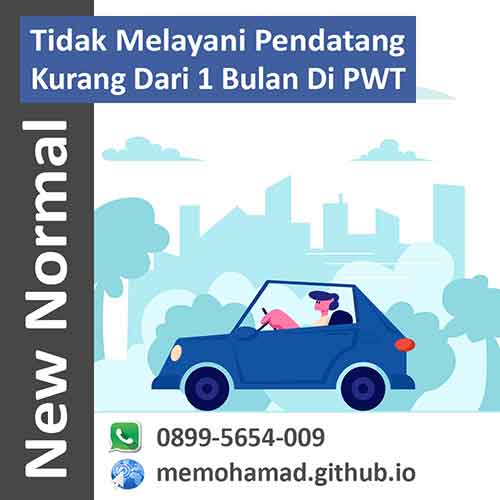 Tidak Melayani Pendatang
Kurang Dari 1 Bulan Di PWT
New Normal
0899-5654-009
memohamad.github.io